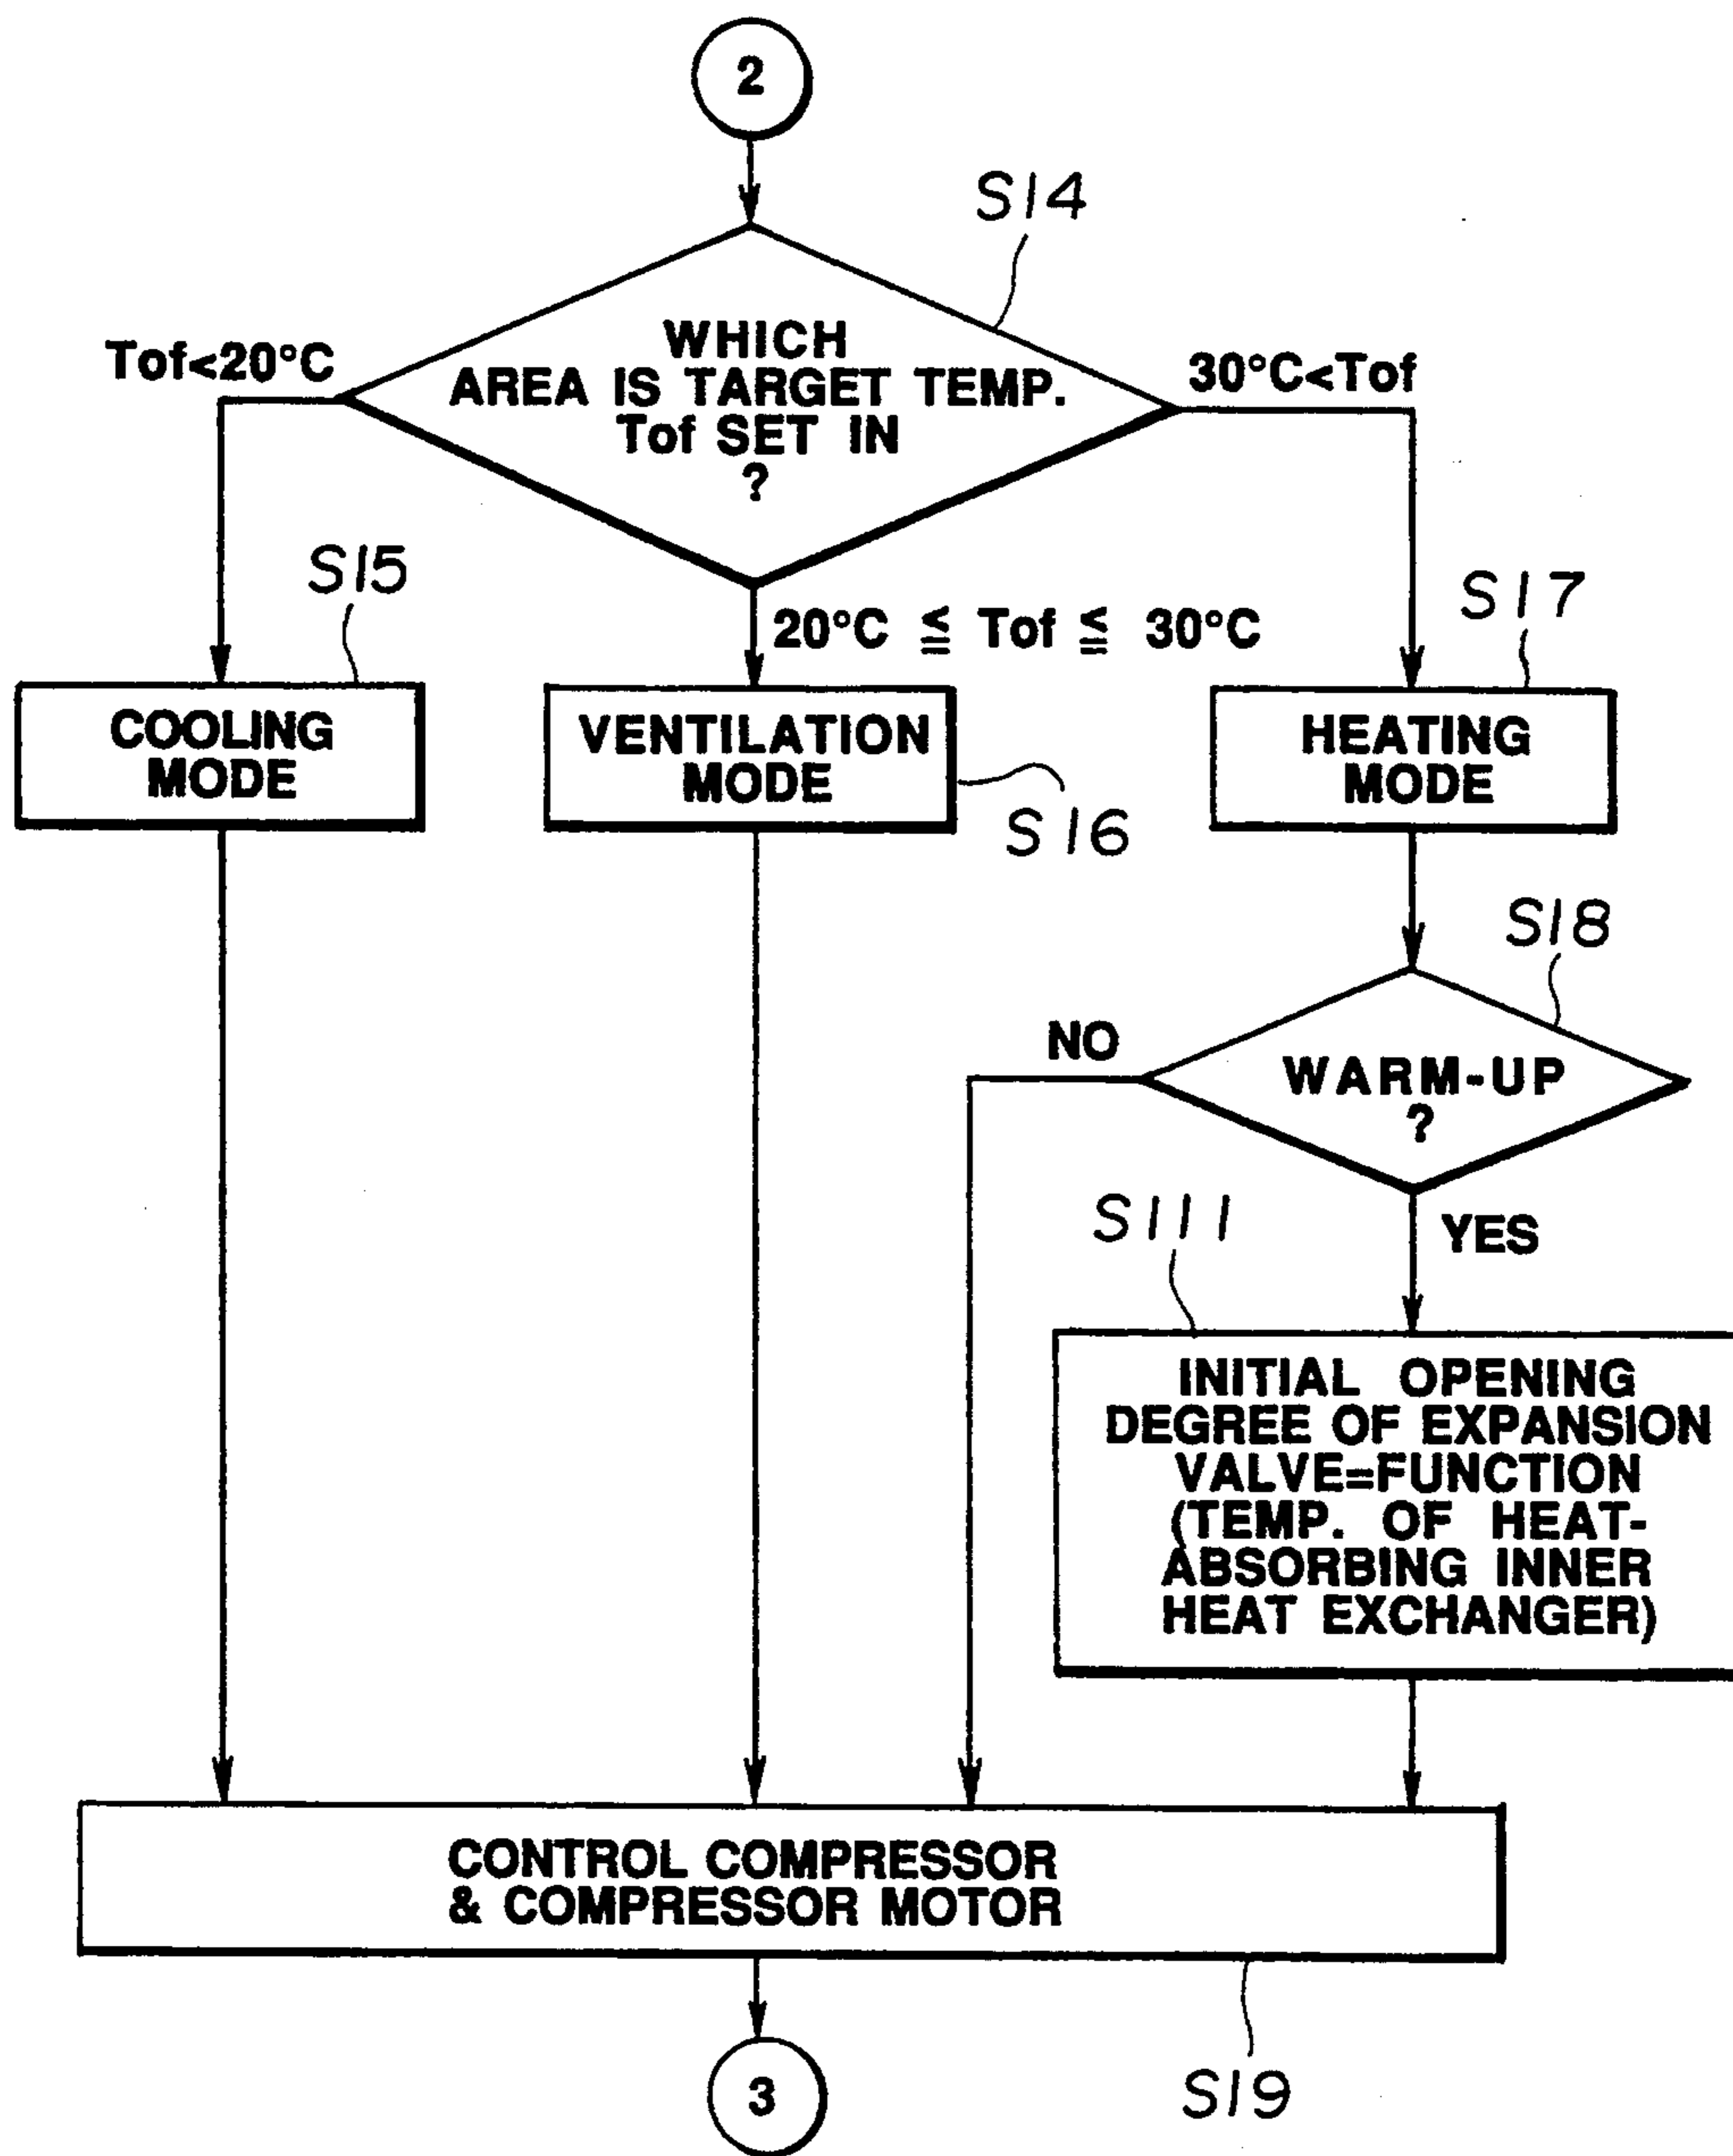 2
S14
WHICH
AREA IS TARGET TEMP.
Tof SET IN
?
Tof<20°C
30°C<Tof
20°C ≦ Tof ≦ 30°C
S15
COOLING
MODE
VENTILATION
MODE
S16
S17
HEATING
MODE
S18
WARM-UP
?
NO
YES
S111
INITIAL OPENING
DEGREE OF EXPANSION
VALVE=FUNCTION
(TEMP. OF HEAT-
ABSORBING INNER
HEAT EXCHANGER)
CONTROL COMPRESSOR
& COMPRESSOR MOTOR
S19
3